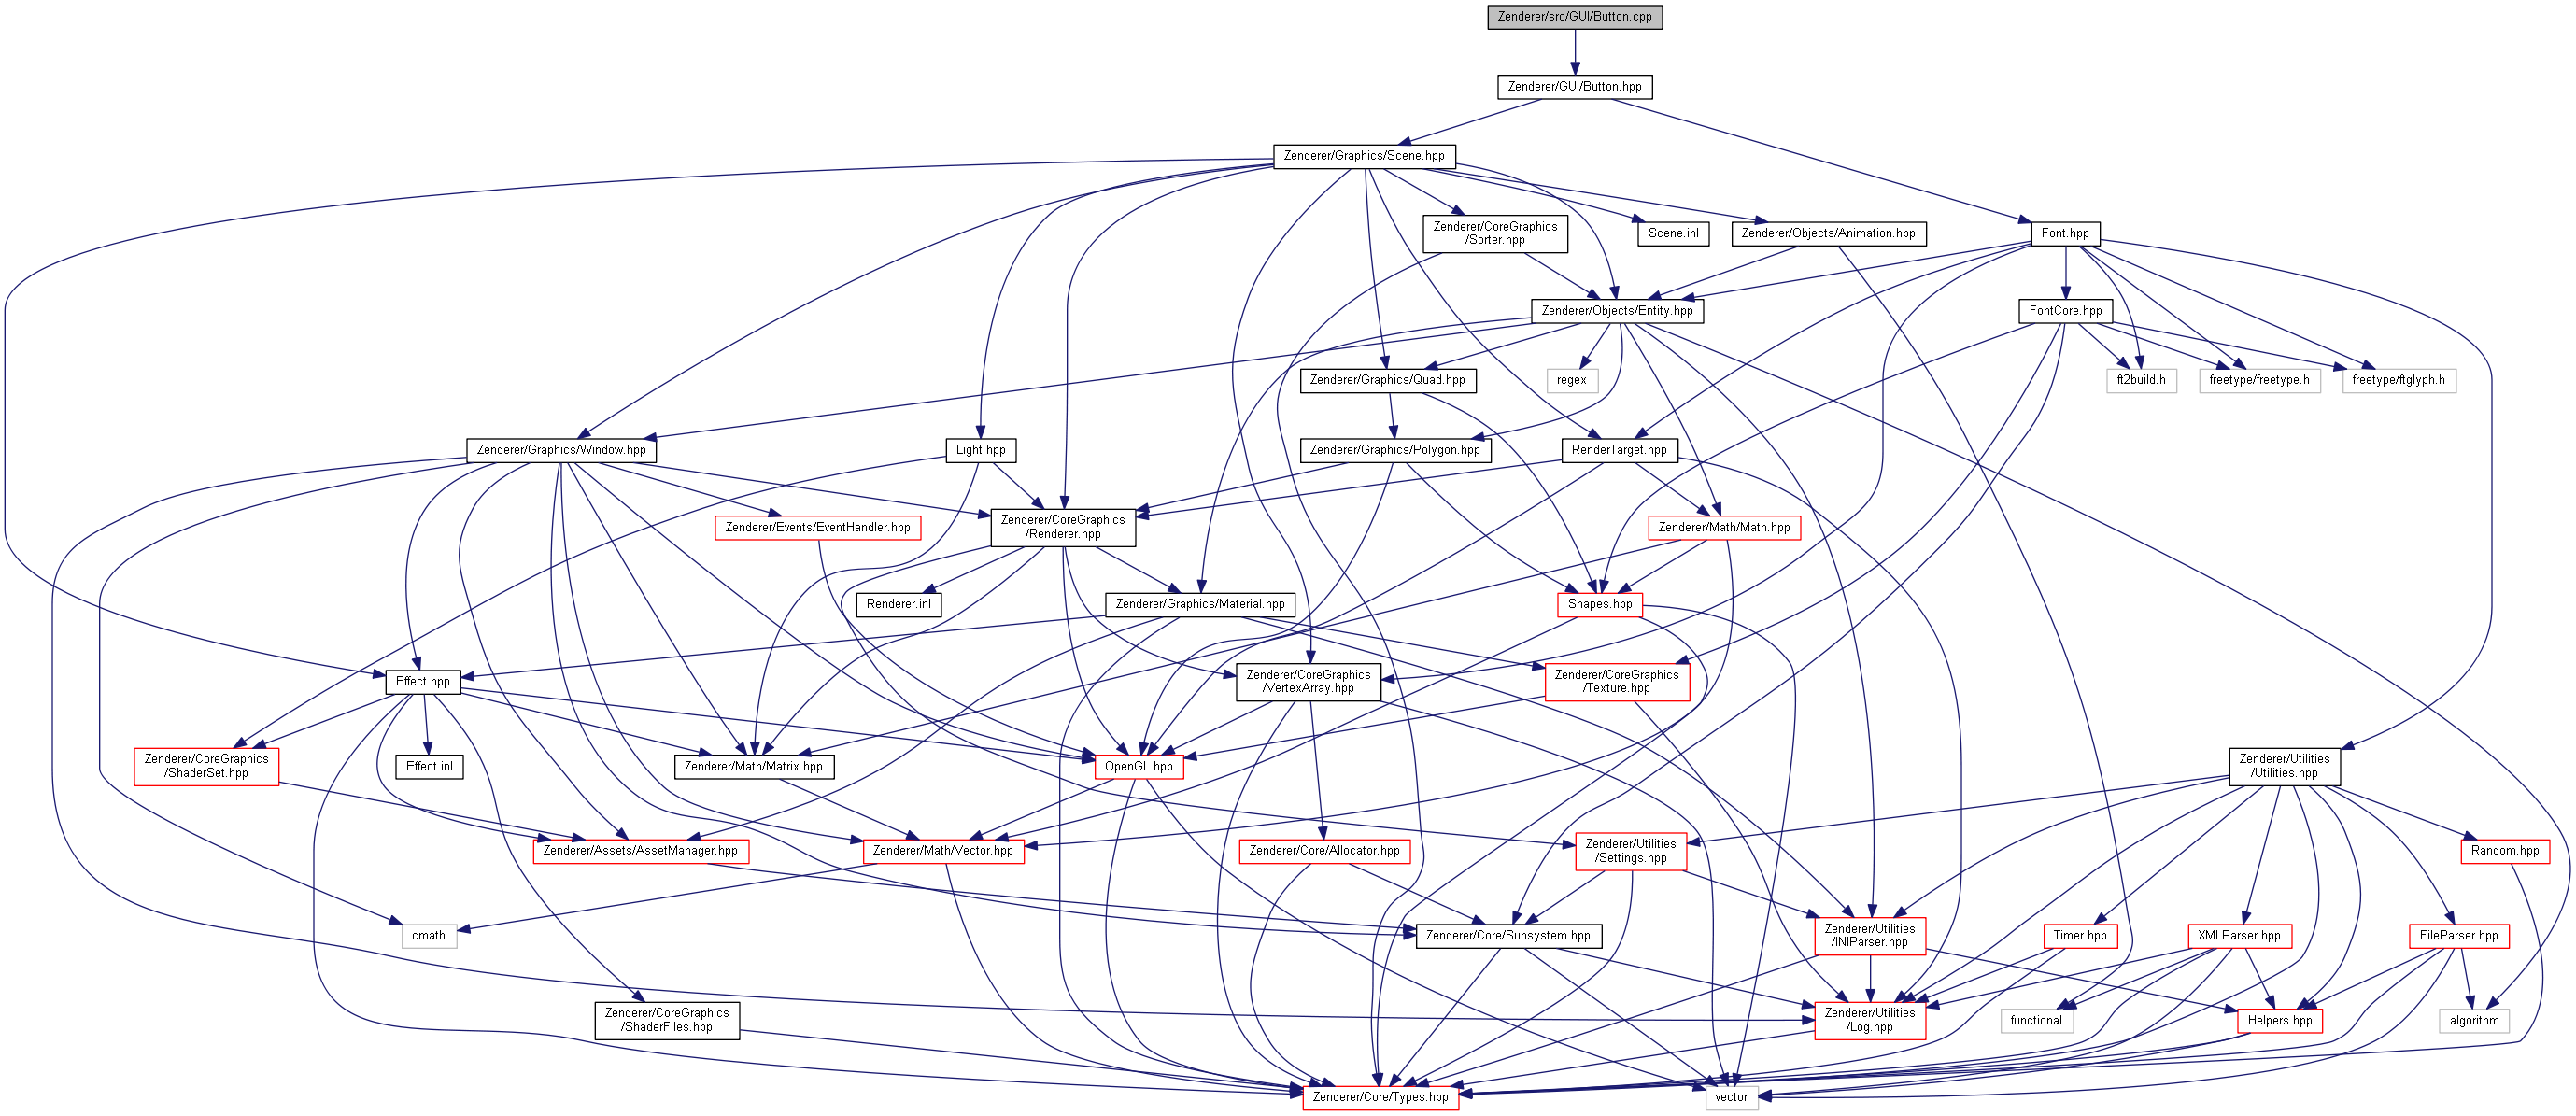 Zenderer/src/GUI/Button.cpp
Zenderer/GUI/Button.hpp
Zenderer/Graphics/Scene.hpp
Zenderer/CoreGraphics
/Sorter.hpp
Scene.inl
Zenderer/Objects/Animation.hpp
Font.hpp
Zenderer/Objects/Entity.hpp
FontCore.hpp
Zenderer/Graphics/Quad.hpp
regex
ft2build.h
freetype/freetype.h
freetype/ftglyph.h
Zenderer/Graphics/Window.hpp
Light.hpp
Zenderer/Graphics/Polygon.hpp
RenderTarget.hpp
Zenderer/Events/EventHandler.hpp
Zenderer/CoreGraphics
/Renderer.hpp
Zenderer/Math/Math.hpp
Renderer.inl
Zenderer/Graphics/Material.hpp
Shapes.hpp
Effect.hpp
Zenderer/CoreGraphics
/VertexArray.hpp
Zenderer/CoreGraphics
/Texture.hpp
Zenderer/CoreGraphics
/ShaderSet.hpp
Effect.inl
Zenderer/Math/Matrix.hpp
OpenGL.hpp
Zenderer/Utilities
/Utilities.hpp
Zenderer/Assets/AssetManager.hpp
Zenderer/Math/Vector.hpp
Zenderer/Core/Allocator.hpp
Zenderer/Utilities
/Settings.hpp
Random.hpp
cmath
Zenderer/Core/Subsystem.hpp
Zenderer/Utilities
/INIParser.hpp
Timer.hpp
XMLParser.hpp
FileParser.hpp
Zenderer/CoreGraphics
/ShaderFiles.hpp
Zenderer/Utilities
/Log.hpp
functional
Helpers.hpp
algorithm
Zenderer/Core/Types.hpp
vector